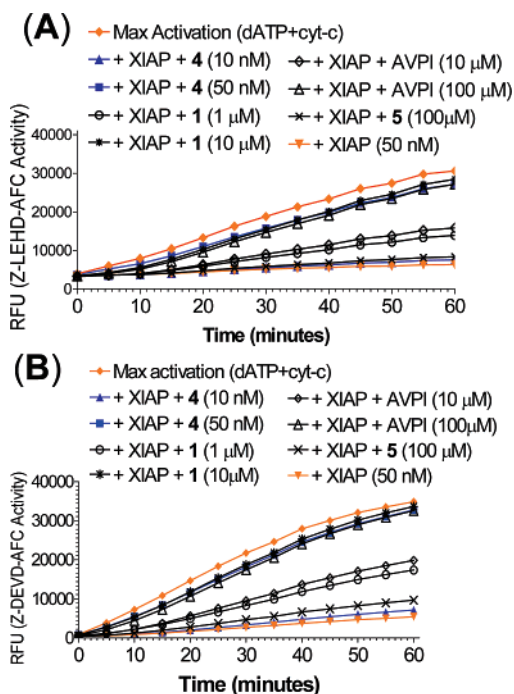 (A)
Max Activation (dATP+cyt-c)
+ XIAP + 4 (10 nM)
+ XIAP + 4 (50 nM)
+ XIAP + 1 (1 μM)
+ XIAP + 1 (10 μM)
+ XIAP + AVPI (10 μM)
+ XIAP + AVPI (100 μM)
+ XIAP + 5 (100μM)
+ XIAP (50 nM)
RFU (Z-LEHD-AFC Activity)
40000
30000
20000
10000
0
0 10 20 30 40 50 60
Time (minutes)
(B)
Max activation (dATP+cyt-c)
+ XIAP + 4 (10 nM)
+ XIAP + 4 (50 nM)
+ XIAP + 1 (1 μM)
+ XIAP + 1 (10μM)
+ XIAP + AVPI (10 μM)
+ XIAP + AVPI (100μM)
+ XIAP + 5 (100 μM)
+ XIAP (50 nM)
RFU (Z-DEVD-AFC Activity)
40000
30000
20000
10000
0
0 10 20 30 40 50 60
Time (minutes)